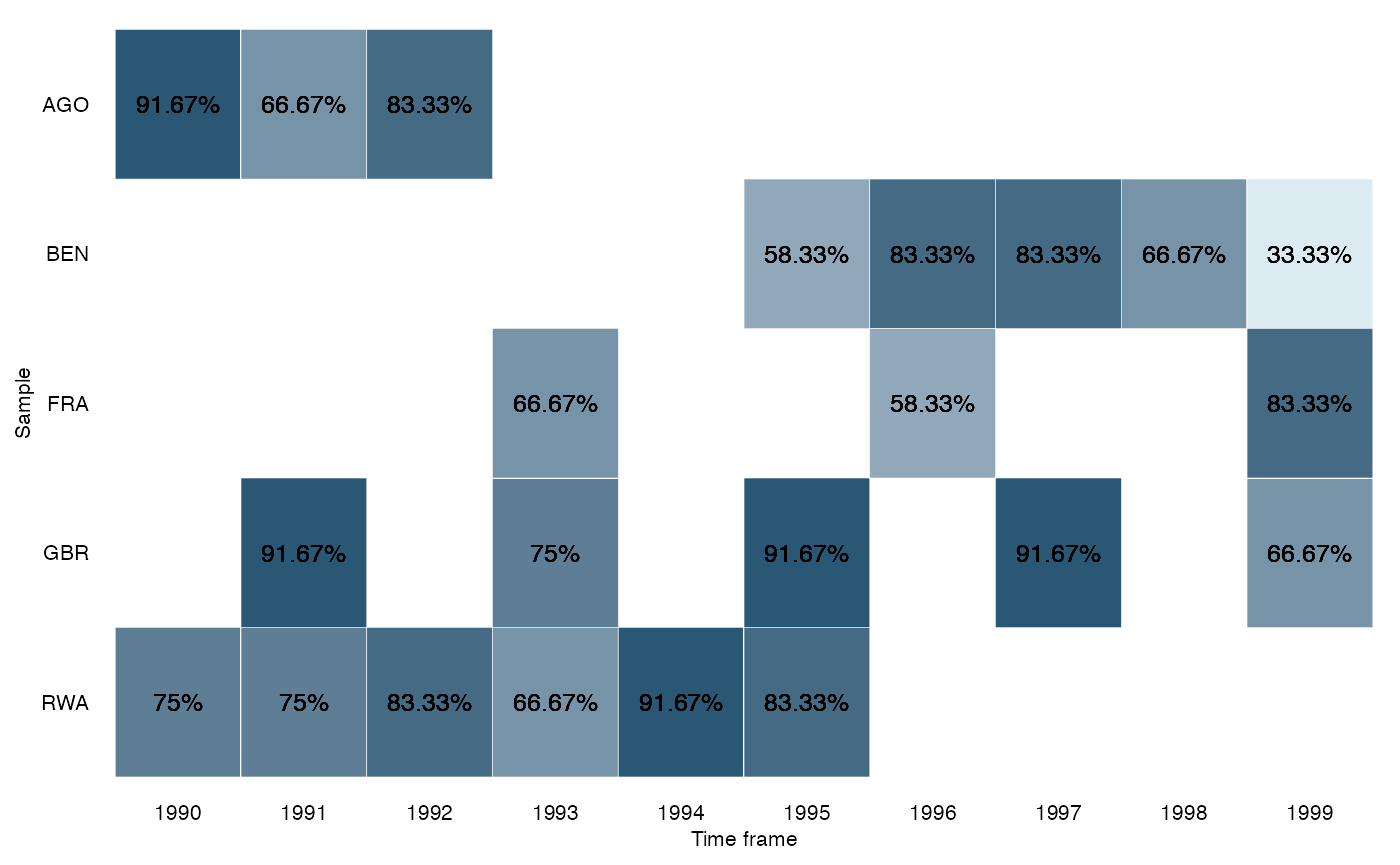 AGO 91.67% 66.67% 83.33%
BEN 58.33% 83.33% 83.33% 66.67% 33.33%
Sample
FRA 66.67% 58.33% 83.33%
GBR 91.67% 75% 91.67% 91.67% 66.67%
RWA 75% 75% 83.33% 66.67% 91.67% 83.33%
1990 1991 1992 1993 1994 1995 1996 1997 1998 1999
Time frame